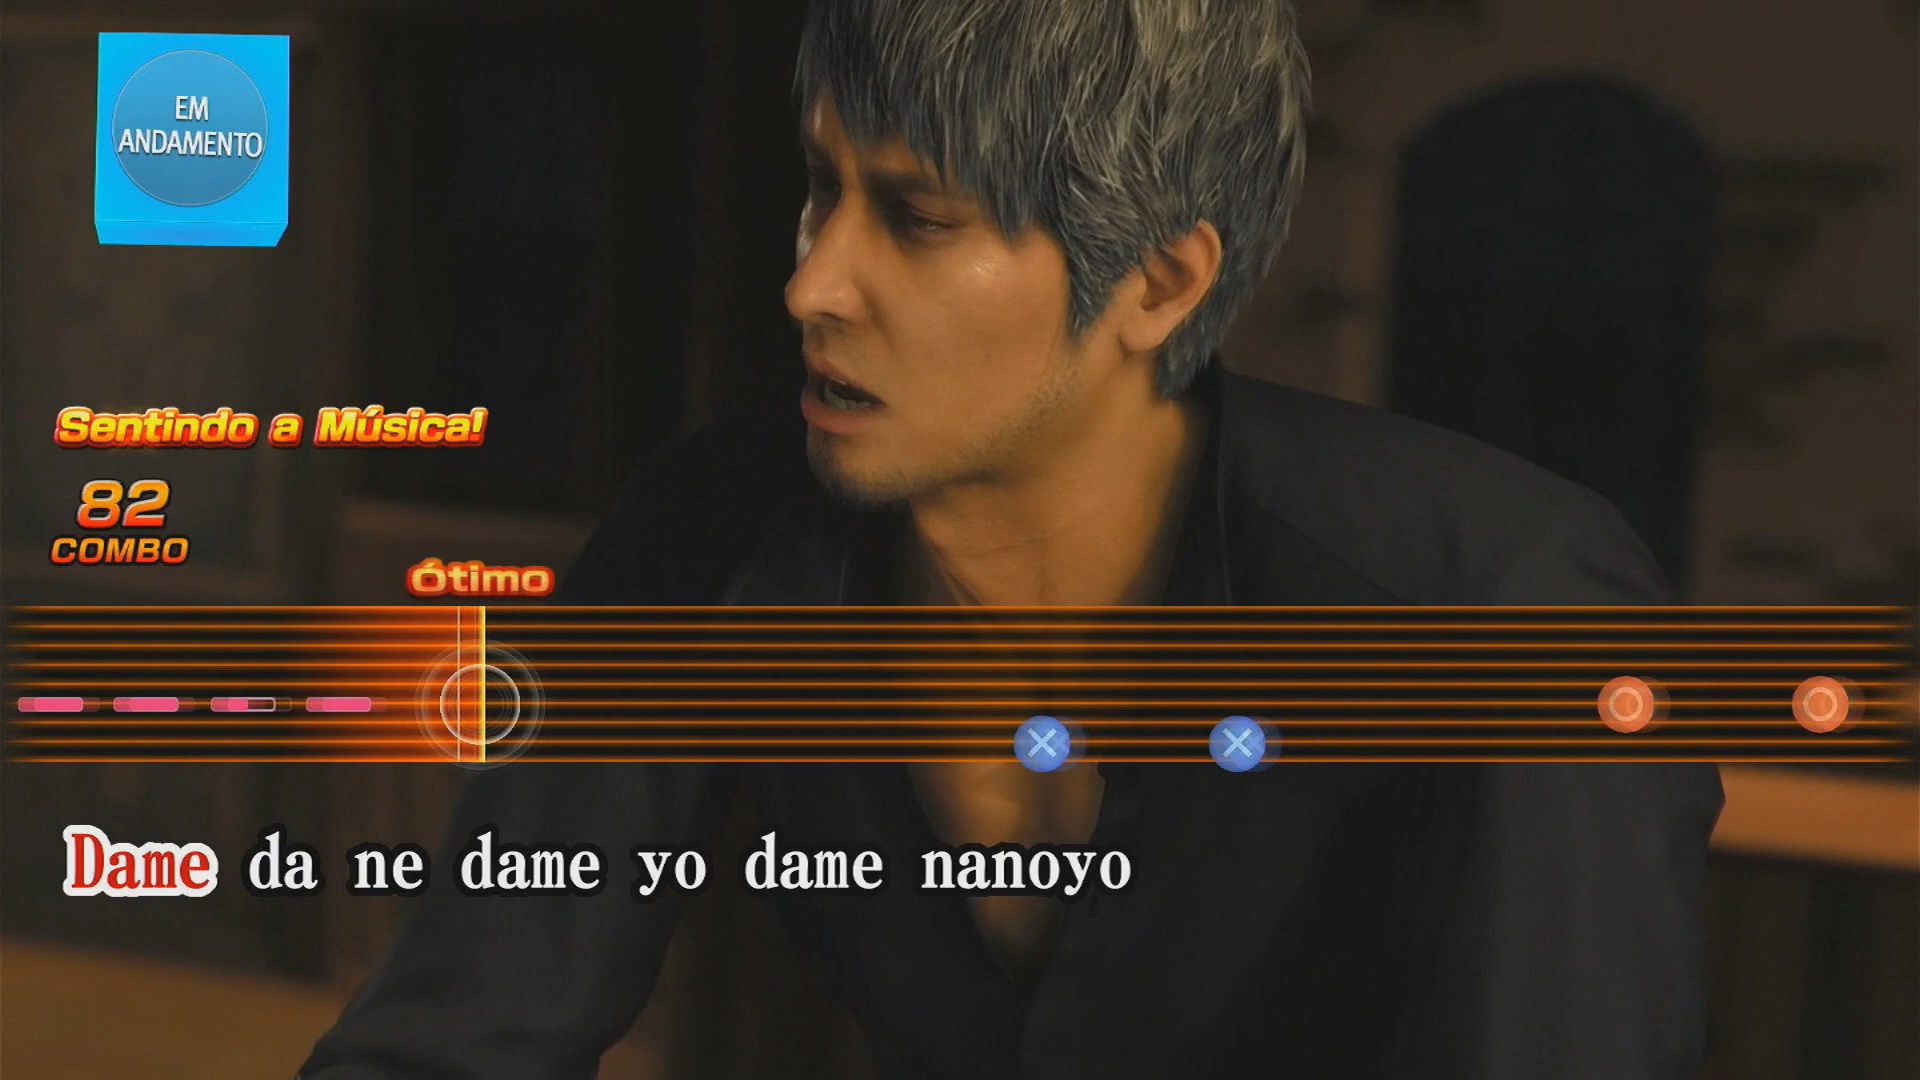 EM
ANDAMENTO
Sentindo a Música!
82
COMBO
Ótimo
Dame da ne dame yo dame nanoyo